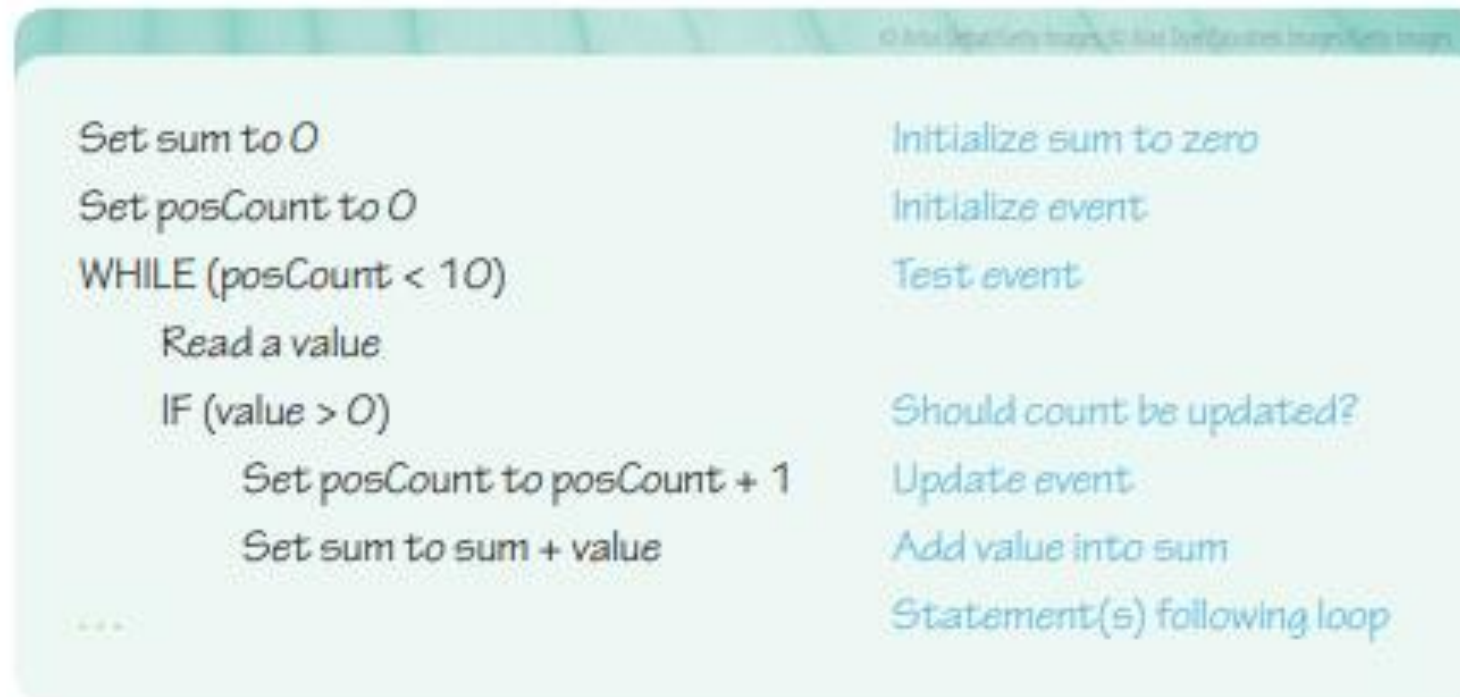 Set sum to 0 Initialize sum to zero
Set posCount to 0 Initialize event
WHILE (posCount < 10) Test event
Read a value
IF (value > 0) Should count be updated?
Set posCount to posCount + 1 Update event
Set sum to sum + value Add value into sum
... Statement(s) following loop